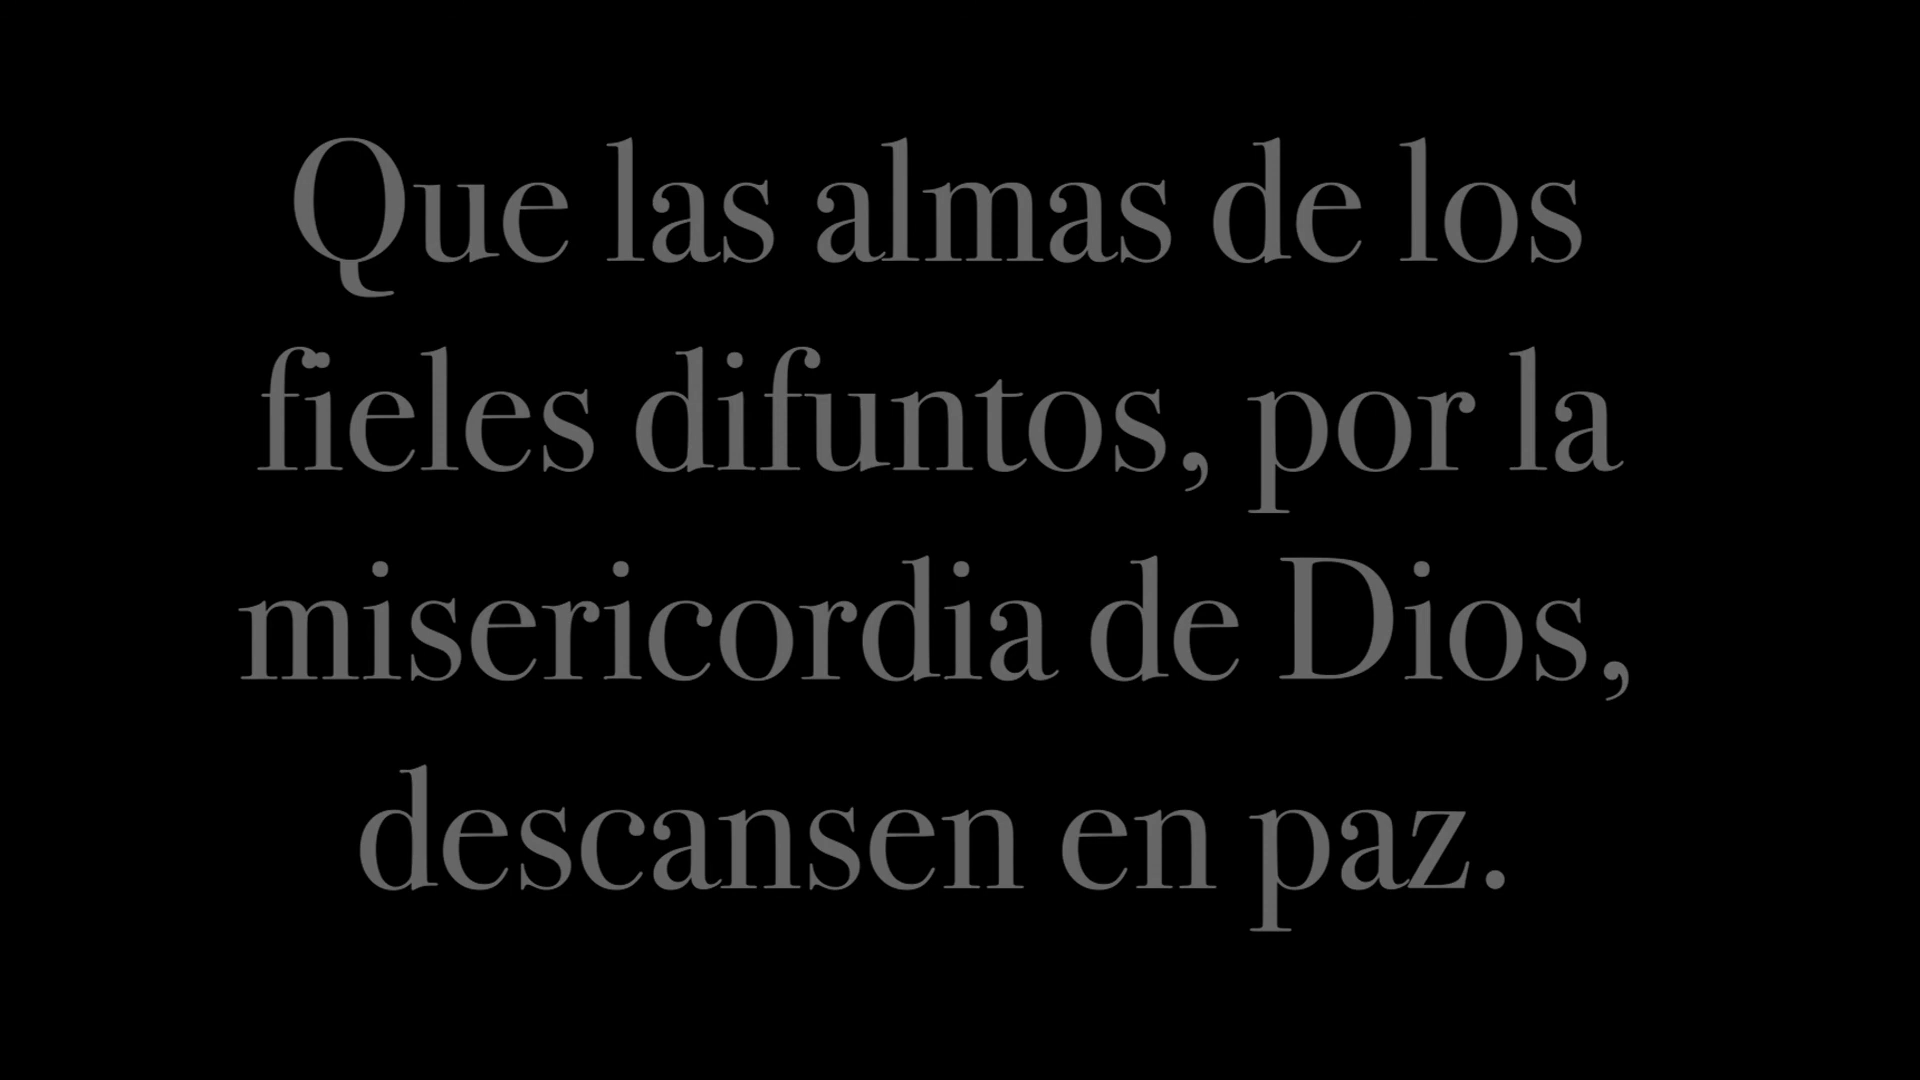 Que las almas de los
fieles difuntos, por la
misericordia de Dios,
descansen en paz.